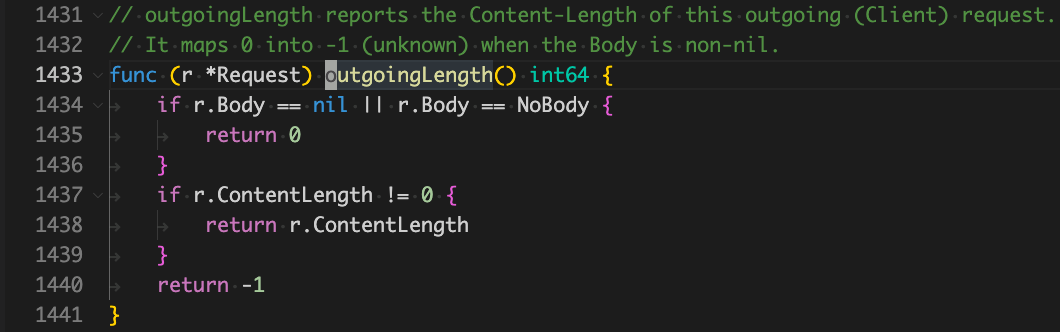 1431 // outgoingLength reports the Content-Length of this outgoing (Client) request.
1432 // It maps 0 into -1 (unknown) when the Body is non-nil.
1433 func (r *Request) outgoingLength() int64 {
1434     if r.Body == nil || r.Body == NoBody {
1435         return 0
1436     }
1437     if r.ContentLength != 0 {
1438         return r.ContentLength
1439     }
1440     return -1
1441 }